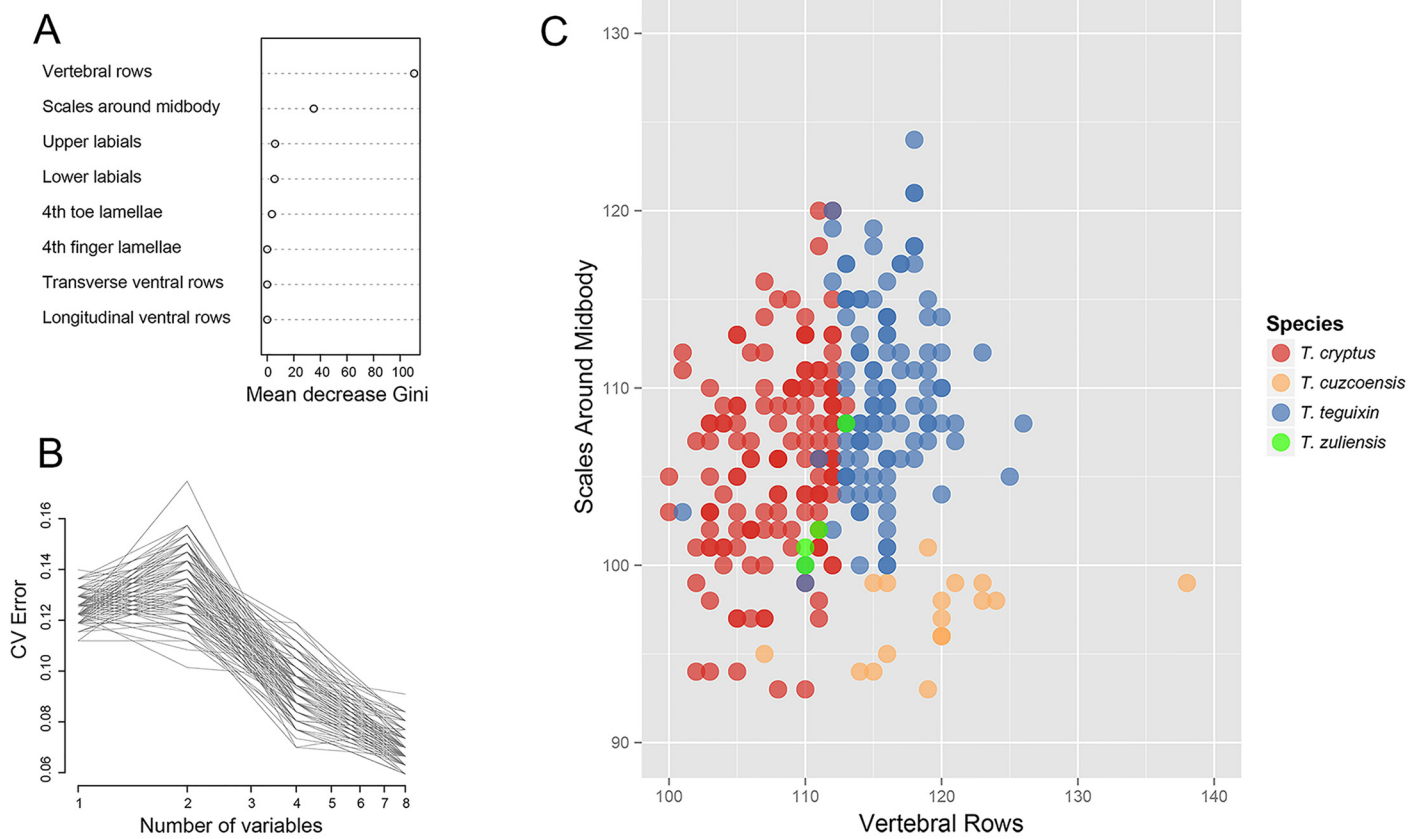 A
Vertebral rows
Scales around midbody
Upper labials
Lower labials
4th toe lamellae
4th finger lamellae
Transverse ventral rows
Longitudinal ventral rows
0 20 40 60 80 100
Mean decrease Gini
B
CV Error
0.16
0.14
0.12
0.10
0.08
0.06
1 2 3 4 5 6 7 8
Number of variables
C
Scales Around Midbody
130
120
110
100
90
100 110 120 130 140
Vertebral Rows
Species
T. cryptus
T. cuzcoensis
T. teguixin
T. zuliensis